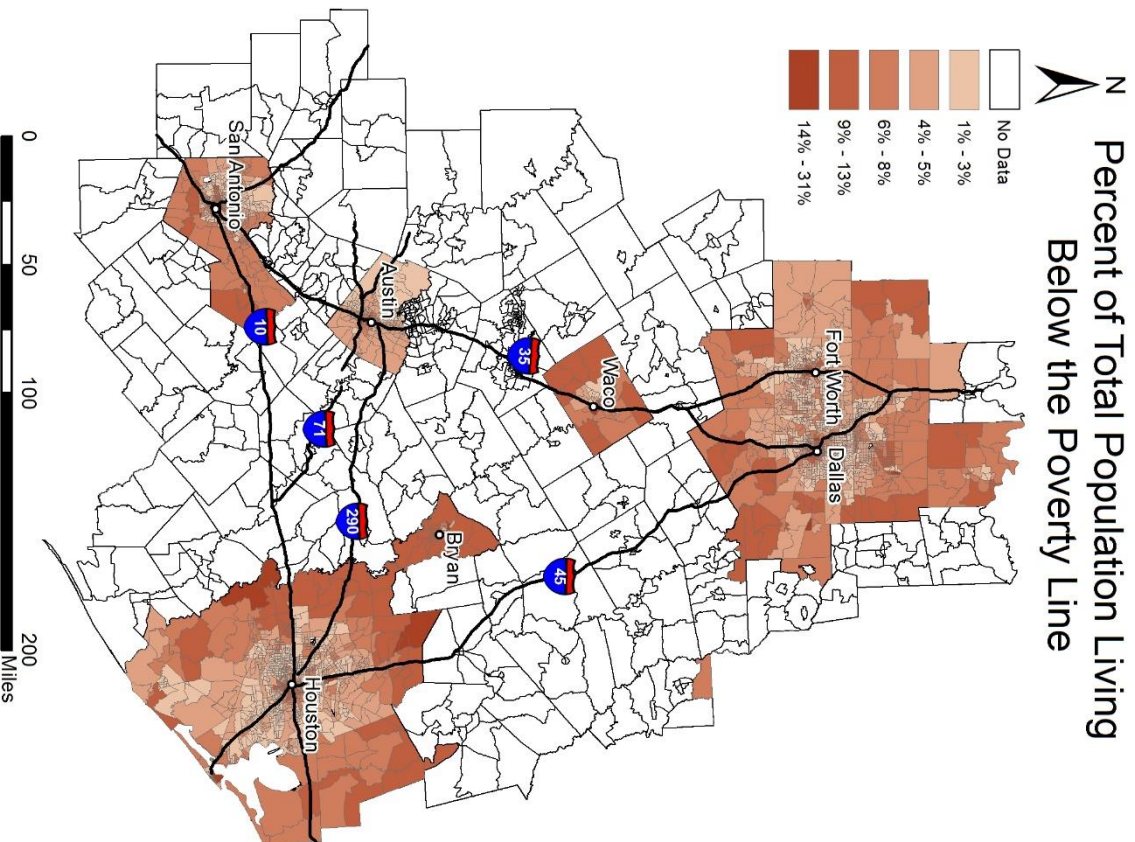 Percent of Total Population Living
Below the Poverty Line
N
No Data
1% - 3%
4% - 5%
6% - 8%
9% - 13%
14% - 31%
Fort Worth
Dallas
Waco
35
45
Bryan
Austin
290
71
10
San Antonio
Houston
0
50
100
200
Miles